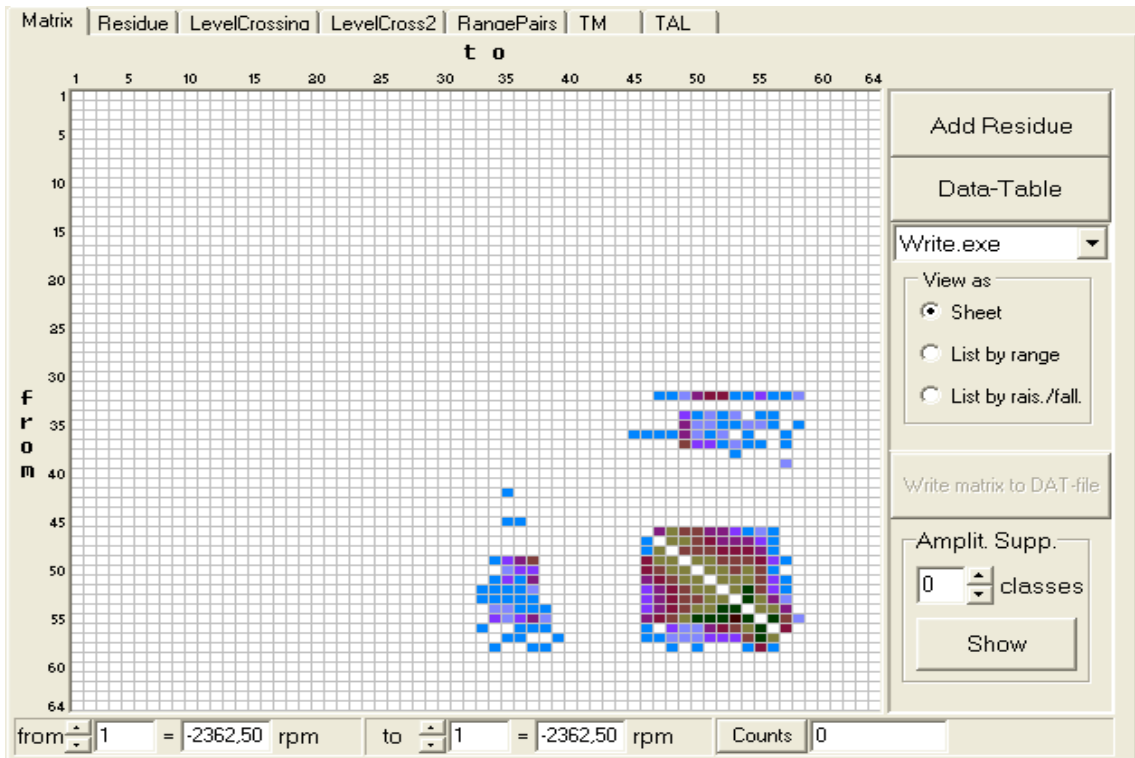 Matrix Residue LevelCrossing LevelCross2 RangePairs TM TAL
t o
1 5 10 15 20 25 30 35 40 45 50 55 60 64
1
5
10
15
20
25
30
35
40
45
50
55
60
64
from
Add Residue
Data-Table
Write.exe
View as
Sheet
List by range
List by rais./fall.
Write matrix to DAT-file
Amplit. Supp.
0 classes
Show
from 1 = -2362,50 rpm to 1 = -2362,50 rpm Counts 0